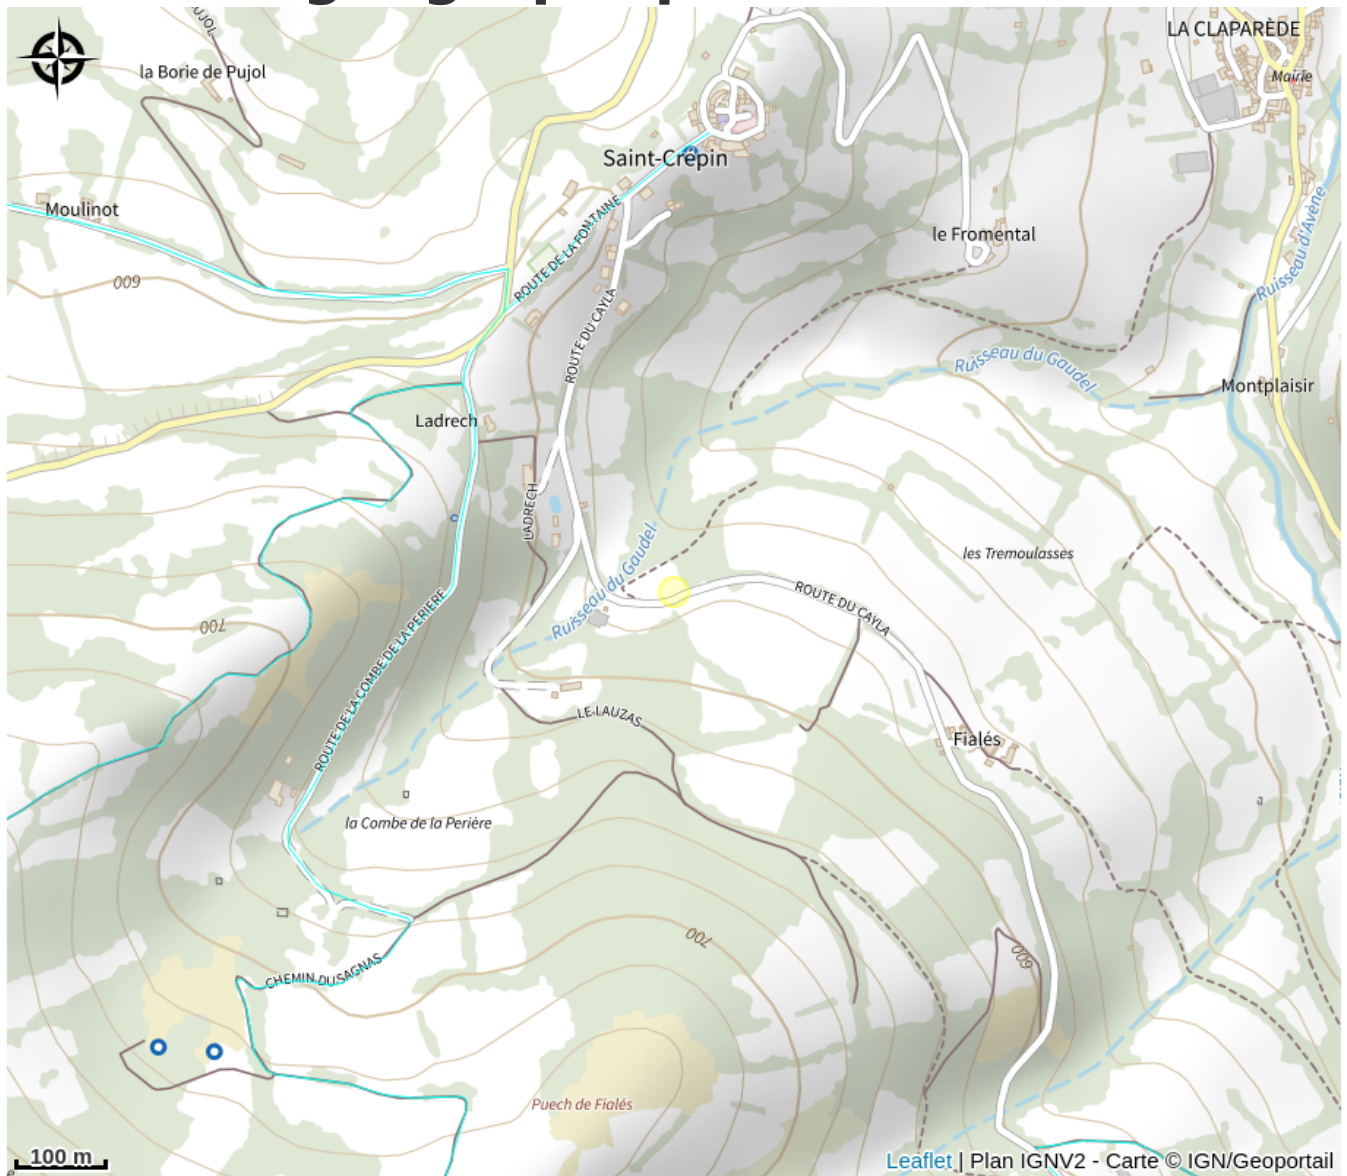 LA CLAPARÈDE
Mairie
la Borie de Pujol
Saint-Crépin
Moulinot
ROUTE DE LA FONTAINE
le Fromental
Ruisseau d'Avène
600
ROUTE DU CAYLA
Ruisseau du Gaudel
Montplaisir
Ladrech
LADRECH
les Tremoulasses
Ruisseau du Gaudel
ROUTE DU CAYLA
700
ROUTE DE LA COMBE DE LA PERIERE
LE LAUZAS
Fialés
la Combe de la Perière
700
600
CHEMIN DU SAGNAS
Puech de Fialés
100 m
Leaflet | Plan IGNV2 - Carte © IGN/Geoportail